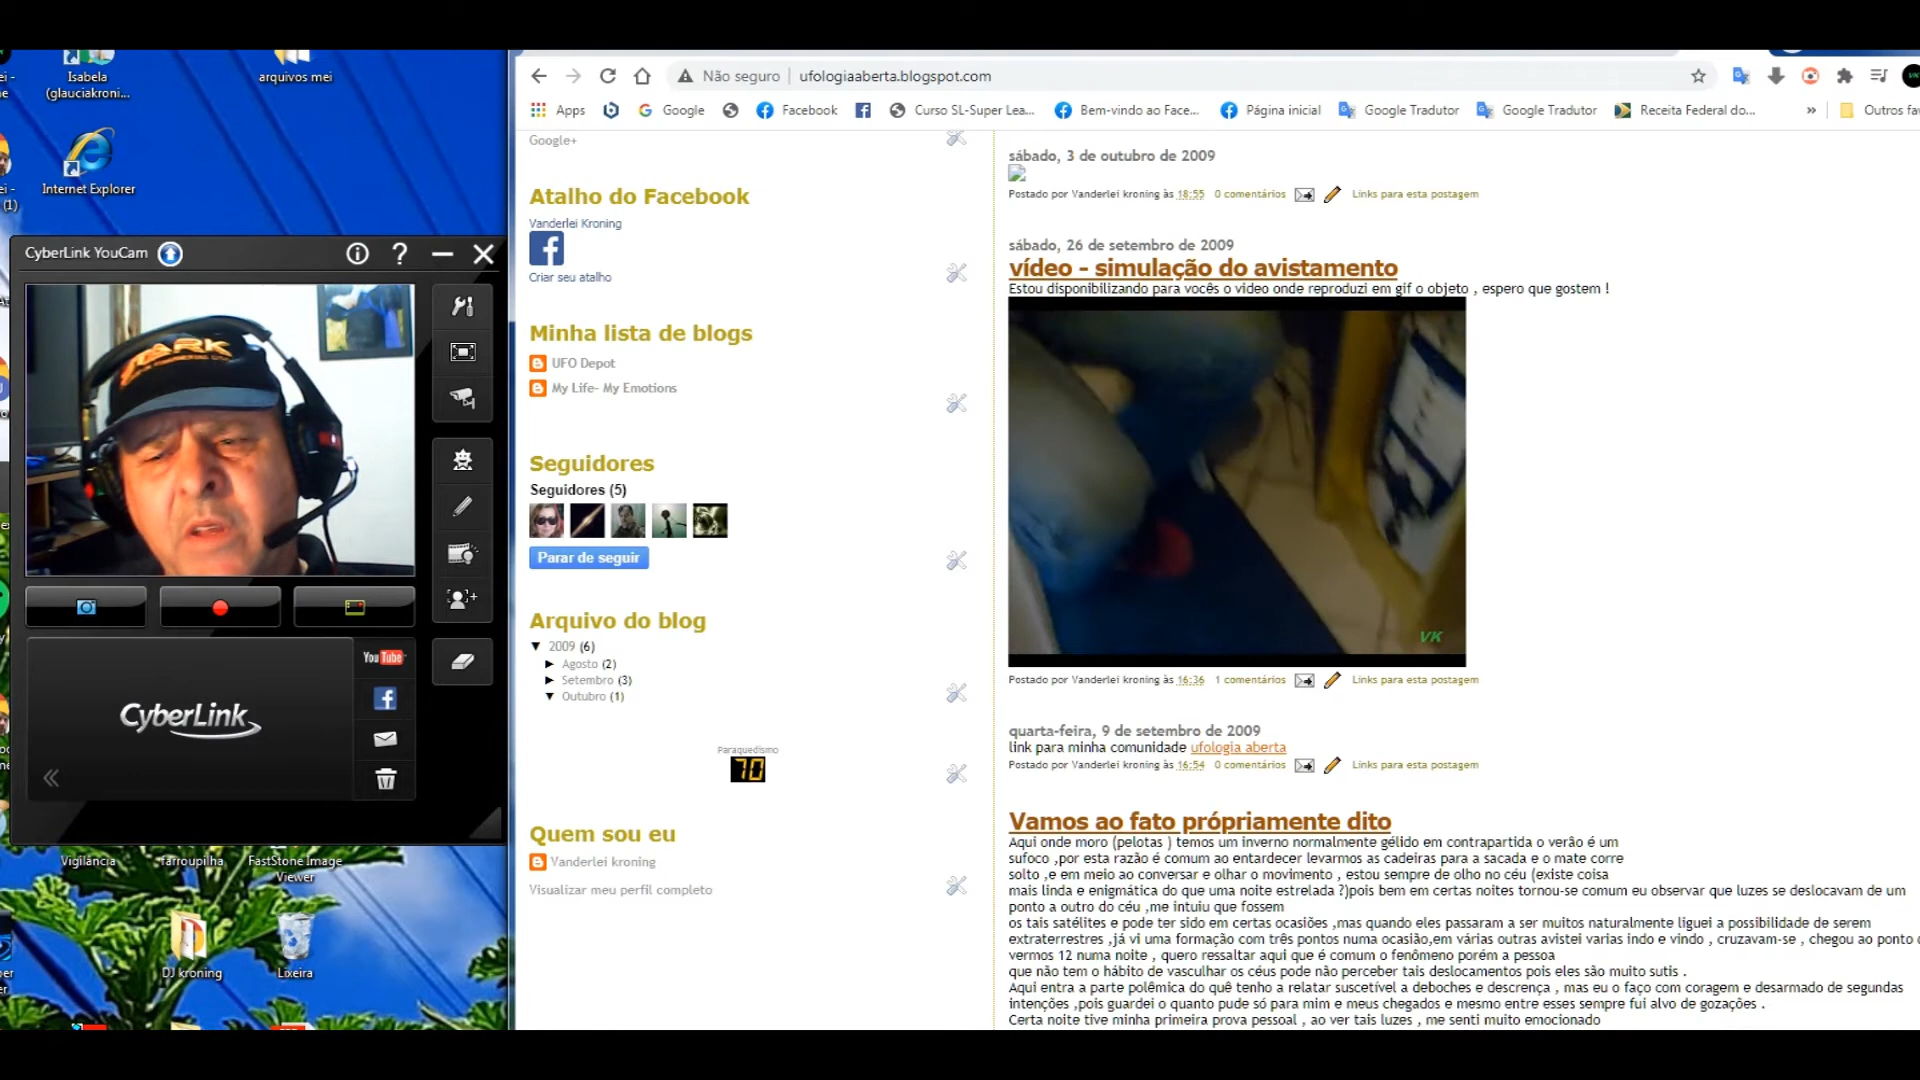 Isabela
(glauciakroni...
arquivos mei
Internet Explorer
(1)
CyberLink YouCam
?
STARK
YouTube
CyberLink
Vigilância
farroupilha
FastStone Image
Viewer
DJ kroning
Lixeira
Não seguro
ufologiaaberta.blogspot.com
Apps
Google
Facebook
Curso SL-Super Lea...
Bem-vindo ao Face...
Página inicial
Google Tradutor
Google Tradutor
Receita Federal do...
»
Outros fav
Google+
Atalho do Facebook
Vanderlei Kroning
Criar seu atalho
Minha lista de blogs
UFO Depot
My Life- My Emotions
Seguidores
Seguidores (5)
Parar de seguir
Arquivo do blog
▼ 2009 (6)
► Agosto (2)
► Setembro (3)
▼ Outubro (1)
Paraquedismo
70
Quem sou eu
Vanderlei kroning
Visualizar meu perfil completo
sábado, 3 de outubro de 2009
Postado por Vanderlei kroning às 18:55 0 comentários Links para esta postagem
sábado, 26 de setembro de 2009
vídeo - simulação do avistamento
Estou disponibilizando para vocês o video onde reproduzi em gif o objeto , espero que gostem !
VK
Postado por Vanderlei kroning às 16:36 1 comentários Links para esta postagem
quarta-feira, 9 de setembro de 2009
link para minha comunidade ufologia aberta
Postado por Vanderlei kroning às 16:54 0 comentários Links para esta postagem
Vamos ao fato própriamente dito
Aqui onde moro (pelotas ) temos um inverno normalmente gélido em contrapartida o verão é um
sufoco ,por esta razão é comum ao entardecer levarmos as cadeiras para a sacada e o mate corre
solto ,e em meio ao conversar e olhar o movimento , estou sempre de olho no céu (existe coisa
mais linda e enigmática do que uma noite estrelada ?)pois bem em certas noites tornou-se comum eu observar que luzes se deslocavam de um
ponto a outro do céu ,me intuiu que fossem
os tais satélites e pode ter sido em certas ocasiões ,mas quando eles passaram a ser muitos naturalmente liguei a possibilidade de serem
extraterrestres ,já vi uma formação com três pontos numa ocasião,em várias outras avistei varias indo e vindo , cruzavam-se , chegou ao ponto
vermos 12 numa noite , quero ressaltar aqui que é comum o fenômeno porém a pessoa
que não tem o hábito de vasculhar os céus pode não perceber tais deslocamentos pois eles são muito sutis .
Aqui entra a parte polêmica do quê tenho a relatar suscetível a deboches e descrença , mas eu o faço com coragem e desarmado de segundas
intenções ,pois guardei o quanto pude só para mim e meus chegados e mesmo entre esses sempre fui alvo de gozações .
Certa noite tive minha primeira prova pessoal , ao ver tais luzes , me senti muito emocionado